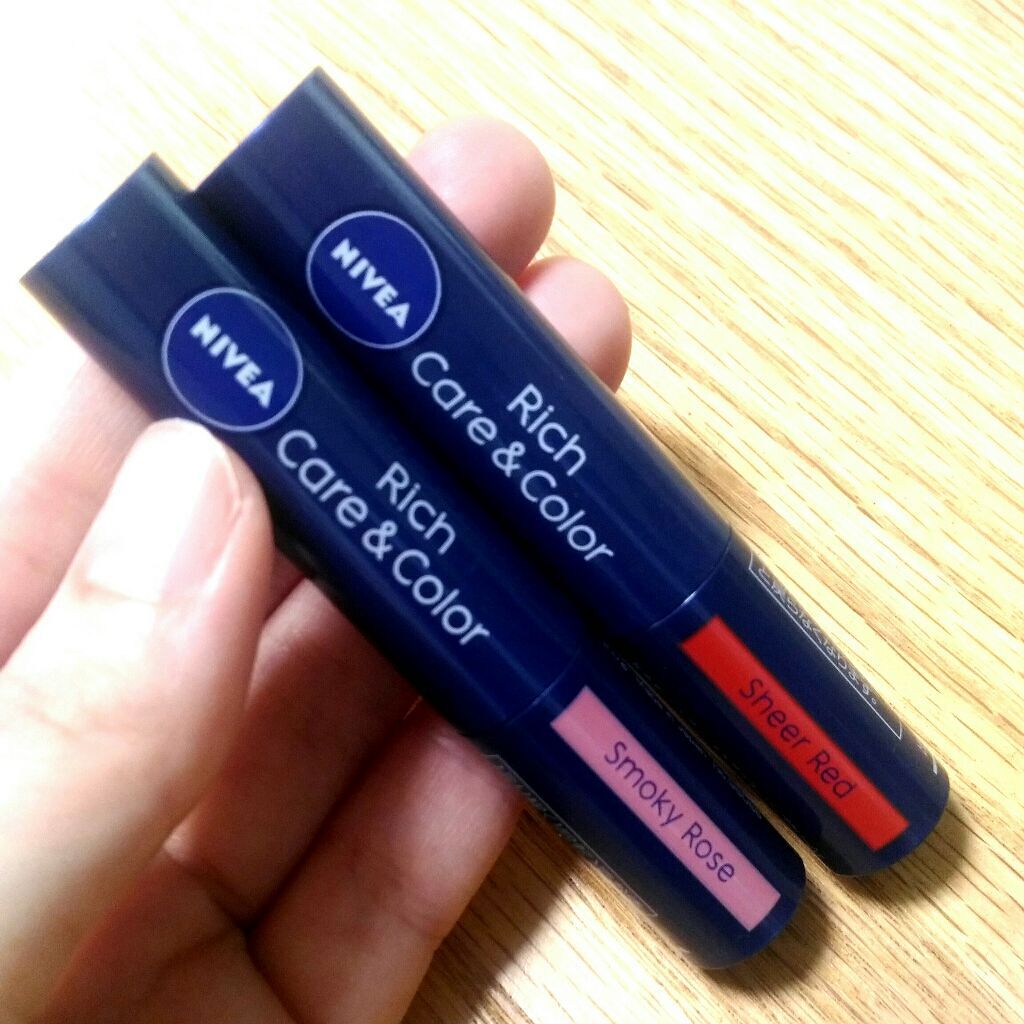 NIVEA
Rich
Care & Color
Smoky Rose
NIVEA
Rich
Care & Color
Sheer Red